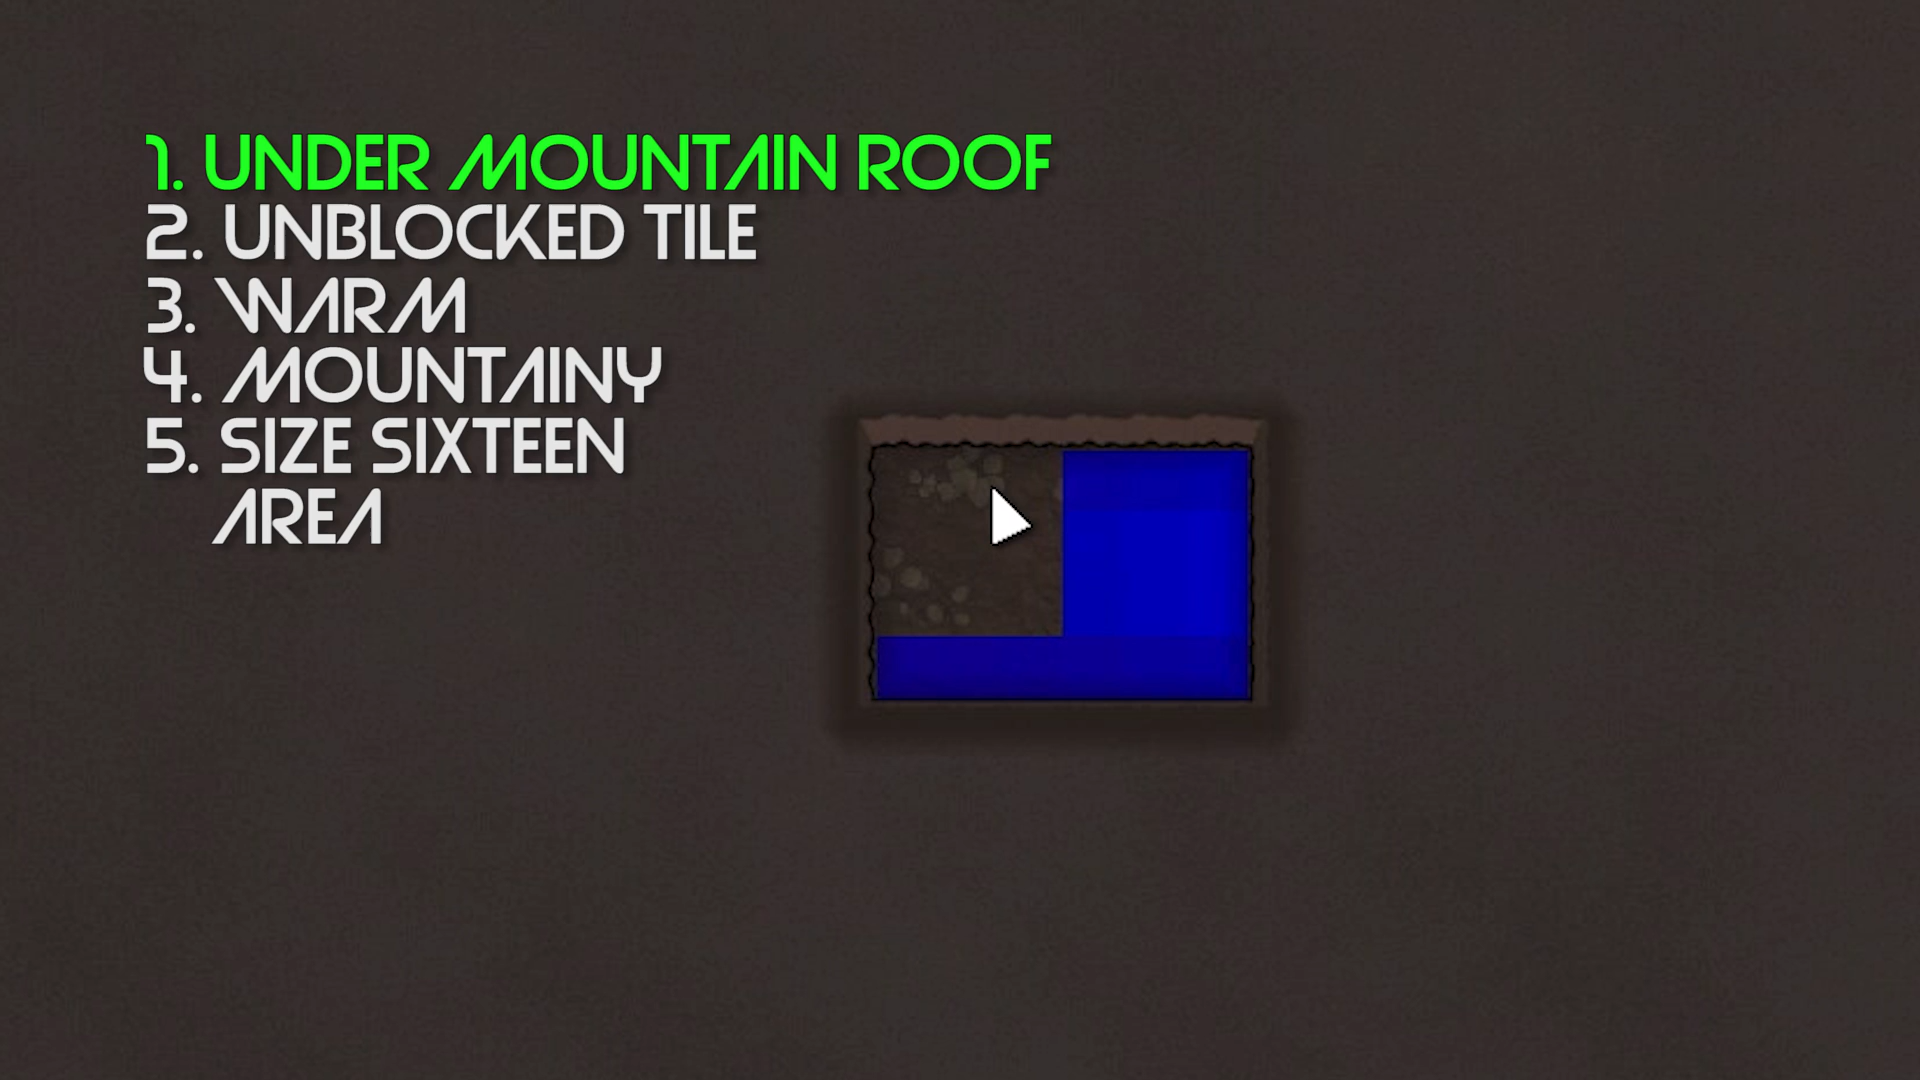 1. UNDER MOUNTAIN ROOF
2. UNBLOCKED TILE
3. WARM
4. MOUNTAINY
5. SIZE SIXTEEN
AREA